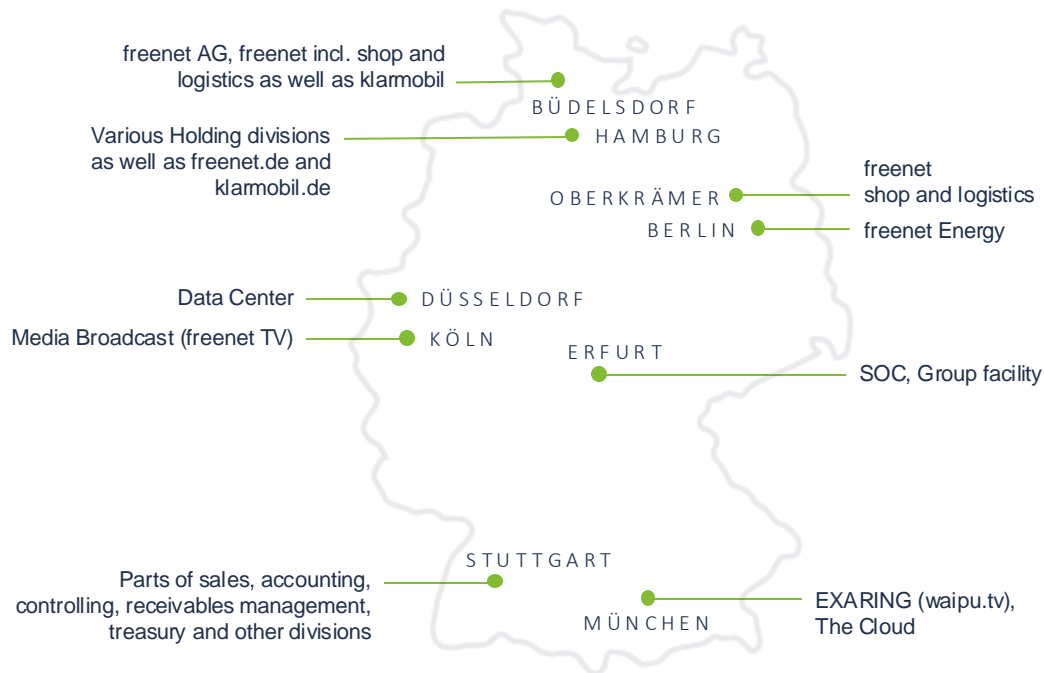 freenet AG, freenet incl. shop and
logistics as well as klarmobil
BÜDELSDORF
Various Holding divisions
as well as freenet.de and
klarmobil.de
HAMBURG
freenet
shop and logistics
OBERKRÄMER
BERLIN
freenet Energy
Data Center
DÜSSELDORF
Media Broadcast (freenet TV)
KÖLN
ERFURT
SOC, Group facility
STUTTGART
Parts of sales, accounting,
controlling, receivables management,
treasury and other divisions
EXARING (waipu.tv),
The Cloud
MÜNCHEN